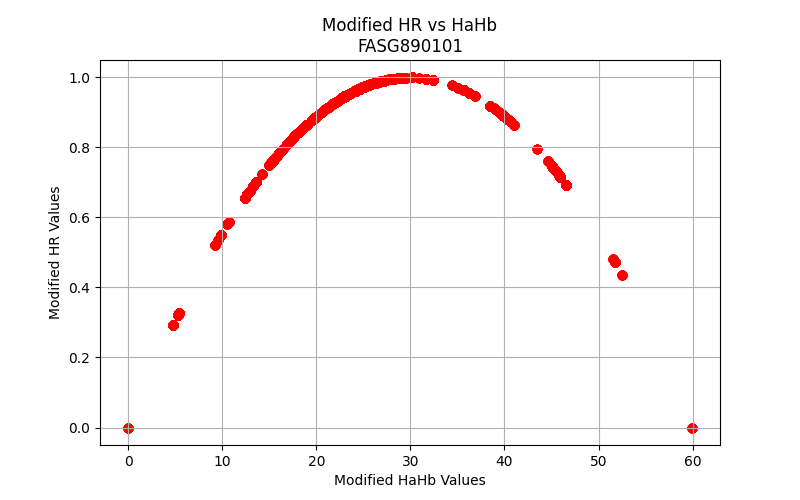 Modified HR vs HaHb
FASG890101
1.0
0.8
0.6
0.4
0.2
0.0
Modified HR Values
0 10 20 30 40 50 60
Modified HaHb Values